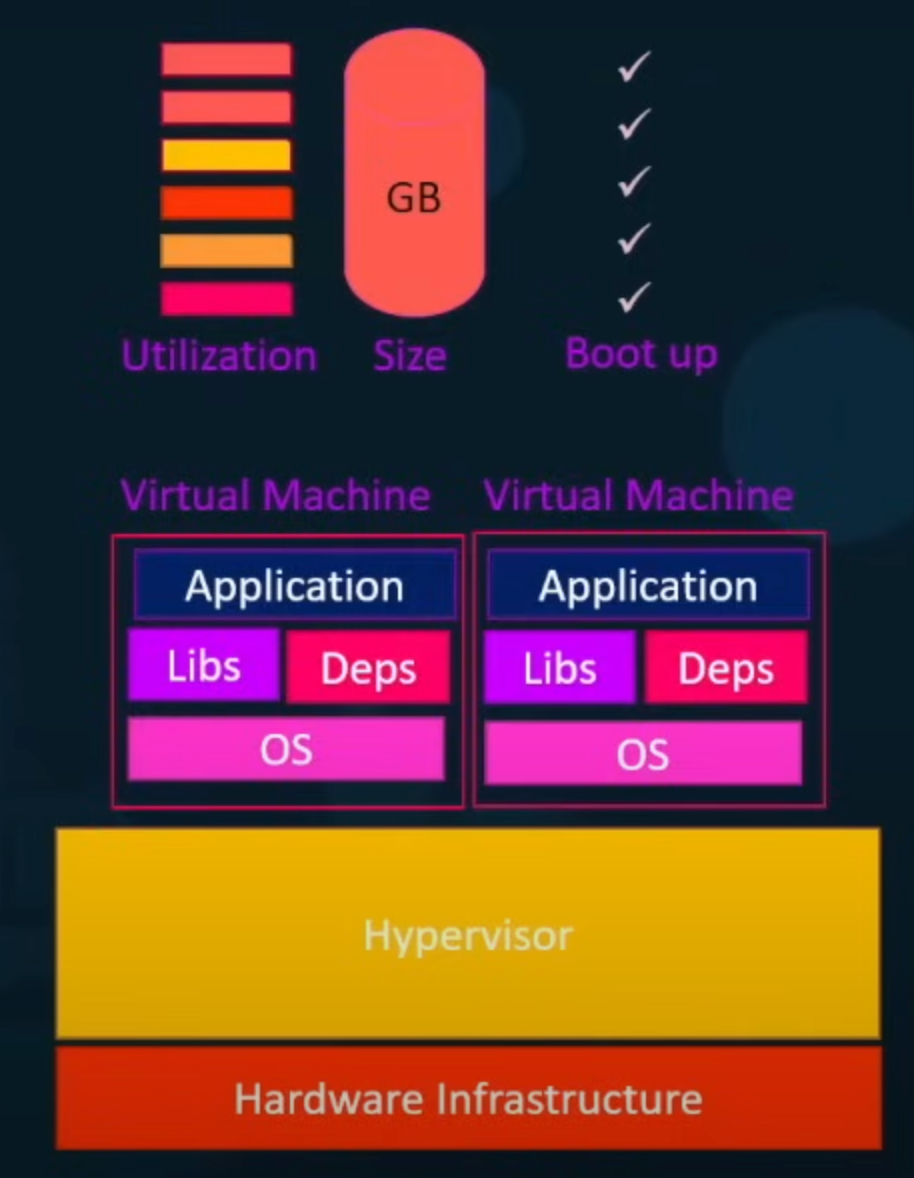 GB
Utilization Size Boot up
Virtual Machine Virtual Machine
Application Application
Libs Deps Libs Deps
OS OS
Hypervisor
Hardware Infrastructure